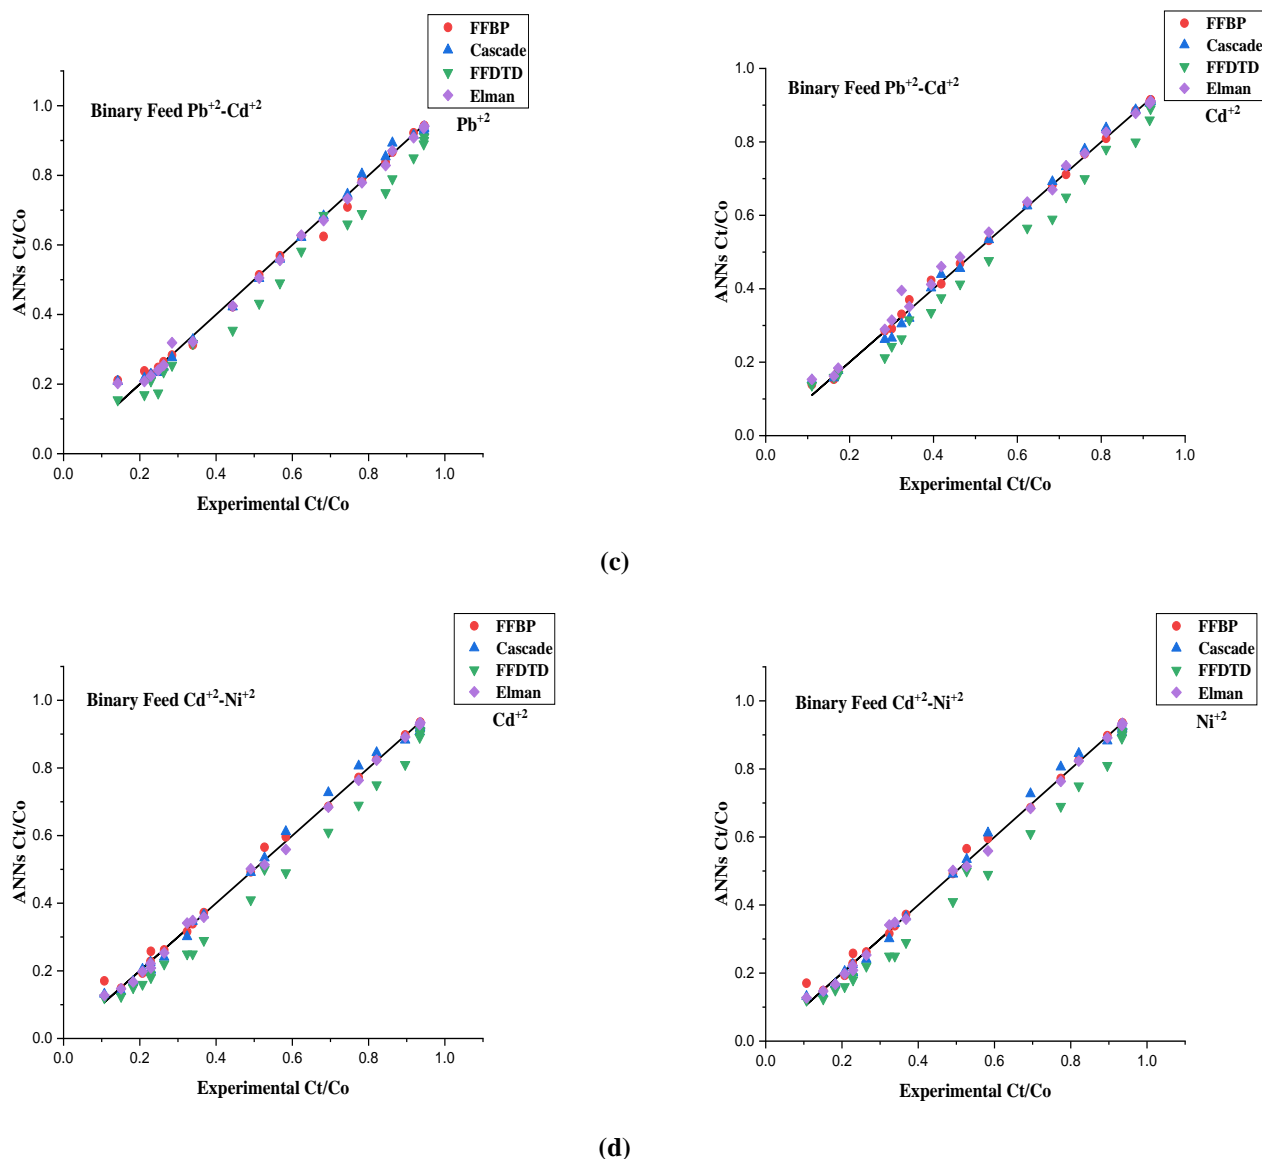 FFBP
Cascade
FFDTD
Elman
Binary Feed Pb+2-Cd+2
Pb+2
1.0
0.8
0.6
0.4
0.2
0.0
ANNs Ct/Co
0.0 0.2 0.4 0.6 0.8 1.0
Experimental Ct/Co
FFBP
Cascade
FFDTD
Elman
Binary Feed Pb+2-Cd+2
Cd+2
1.0
0.8
0.6
0.4
0.2
0.0
ANNs Ct/Co
0.0 0.2 0.4 0.6 0.8 1.0
Experimental Ct/Co
(c)
FFBP
Cascade
FFDTD
Elman
Binary Feed Cd+2-Ni+2
Cd+2
1.0
0.8
0.6
0.4
0.2
0.0
ANNs Ct/Co
0.0 0.2 0.4 0.6 0.8 1.0
Experimental Ct/Co
FFBP
Cascade
FFDTD
Elman
Binary Feed Cd+2-Ni+2
Ni+2
1.0
0.8
0.6
0.4
0.2
0.0
ANNs Ct/Co
0.0 0.2 0.4 0.6 0.8 1.0
Experimental Ct/Co
(d)